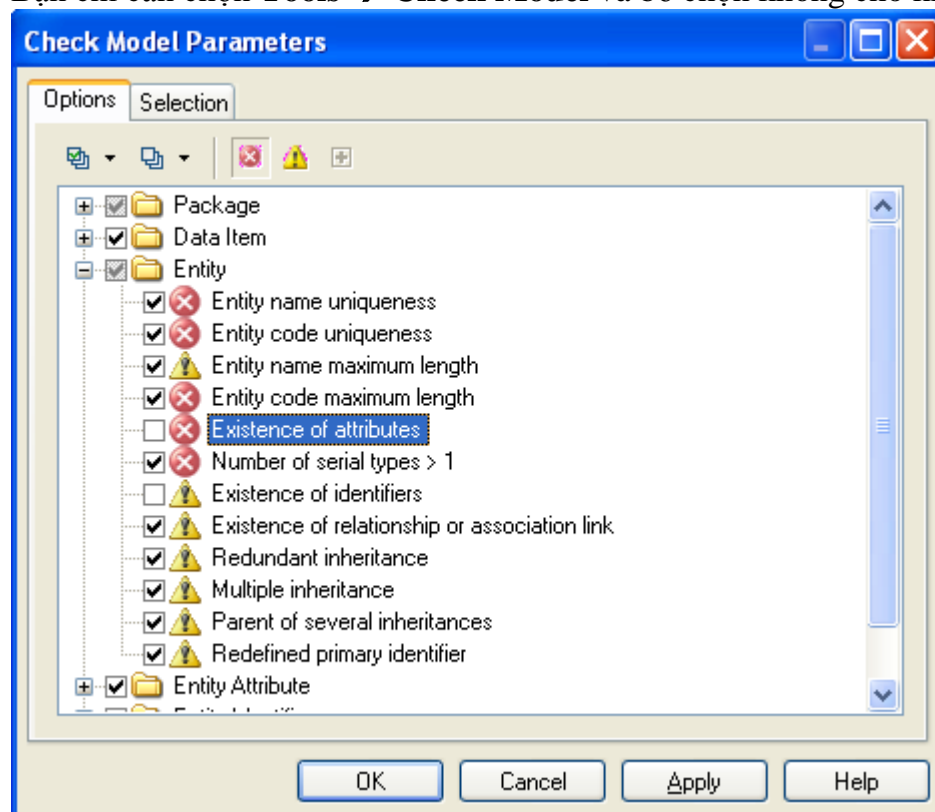 Check Model Parameters
Options Selection
Package
Data Item
Entity
Entity name uniqueness
Entity code uniqueness
Entity name maximum length
Entity code maximum length
Existence of attributes
Number of serial types > 1
Existence of identifiers
Existence of relationship or association link
Redundant inheritance
Multiple inheritance
Parent of several inheritances
Redefined primary identifier
Entity Attribute
OK Cancel Apply Help